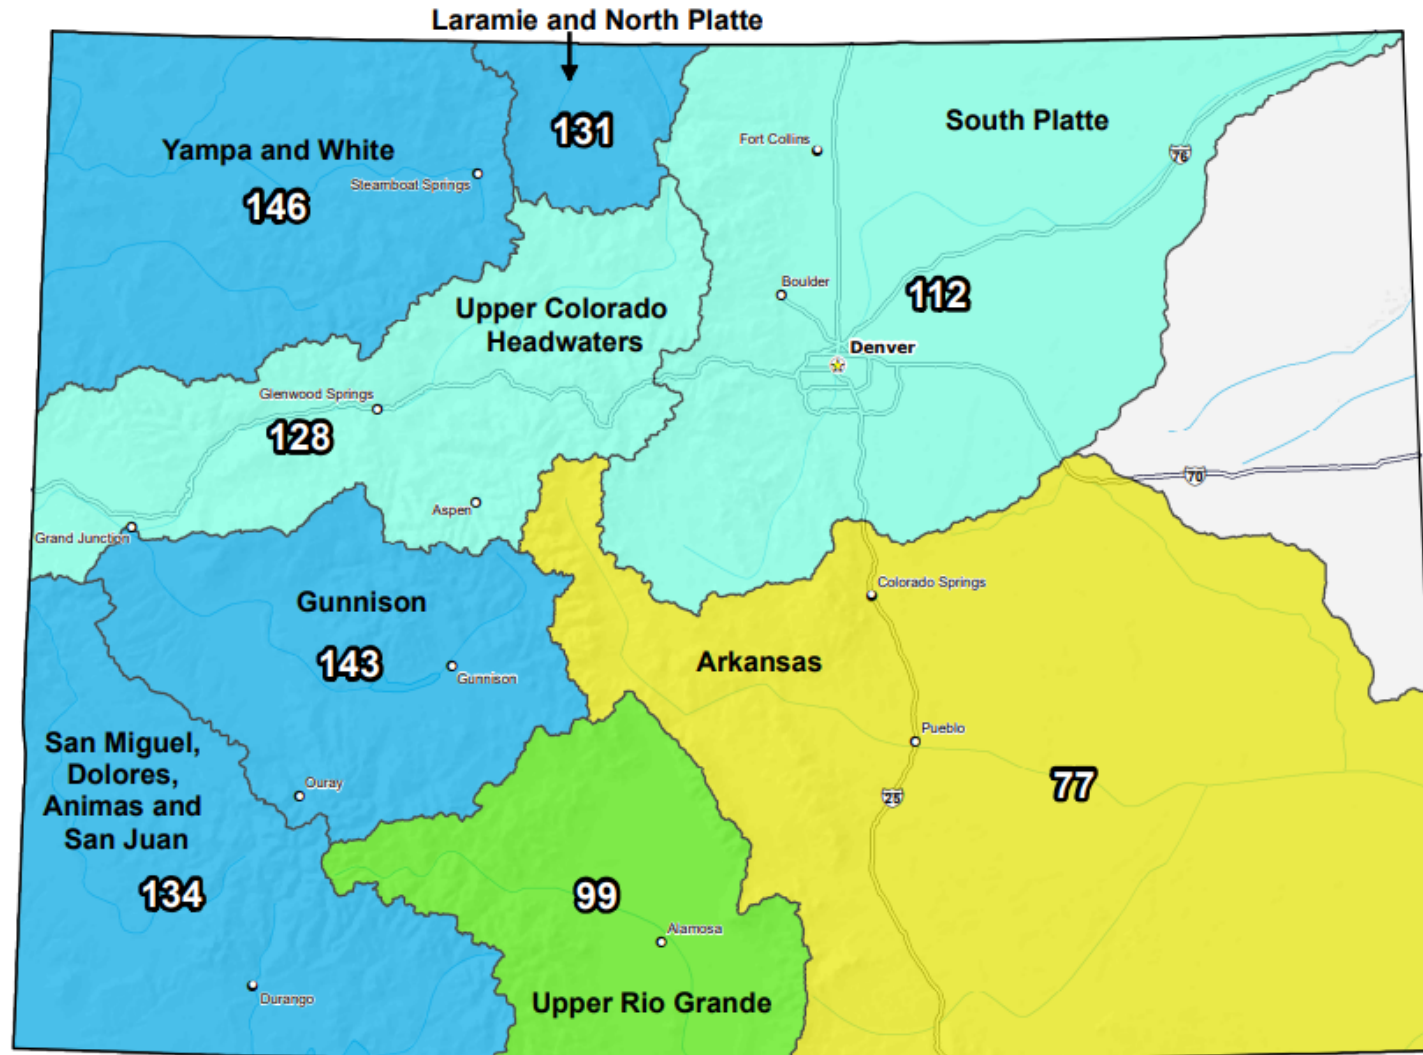 Laramie and North Platte
131
South Platte
Fort Collins
76
Yampa and White
Steamboat Springs
146
Boulder
112
Upper Colorado
Headwaters
Denver
Glenwood Springs
128
70
Aspen
Grand Junction
Colorado Springs
Gunnison
143
Gunnison
Arkansas
Pueblo
San Miguel,
Dolores,
Animas and
San Juan
Ouray
77
25
134
99
Alamosa
Durango
Upper Rio Grande